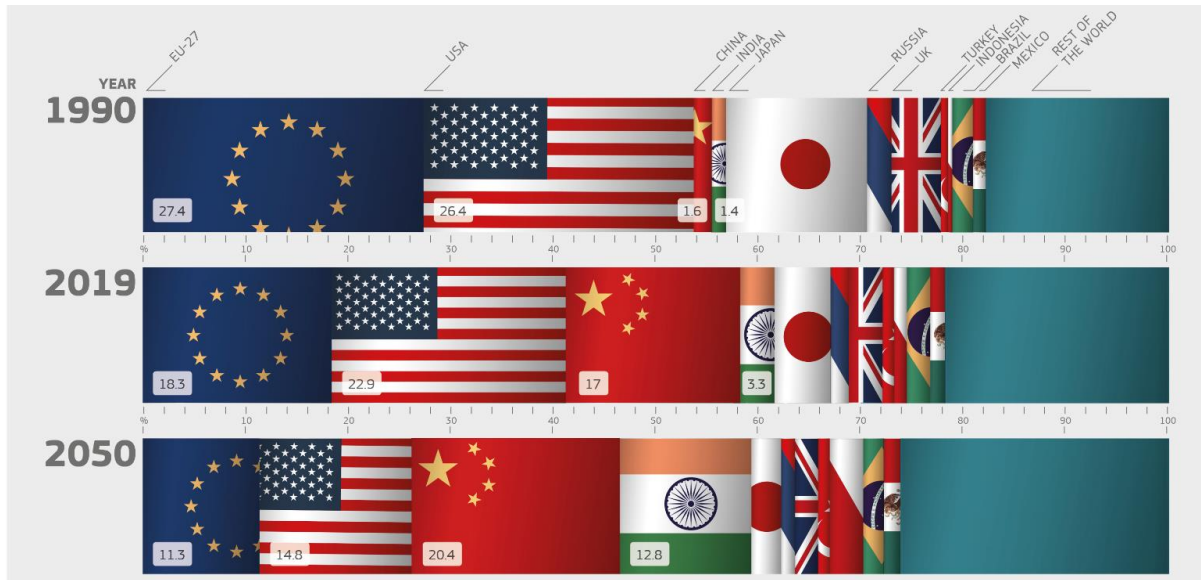 EU-27
USA
CHINA
INDIA
JAPAN
RUSSIA
UK
TURKEY
INDONESIA
BRAZIL
MEXICO
REST OF
THE WORLD
YEAR
1990
27.4
26.4
1.6
1.4
% 10 20 30 40 50 60 70 80 90 100
2019
18.3
22.9
17
3.3
% 10 20 30 40 50 60 70 80 90 100
2050
11.3
14.8
20.4
12.8